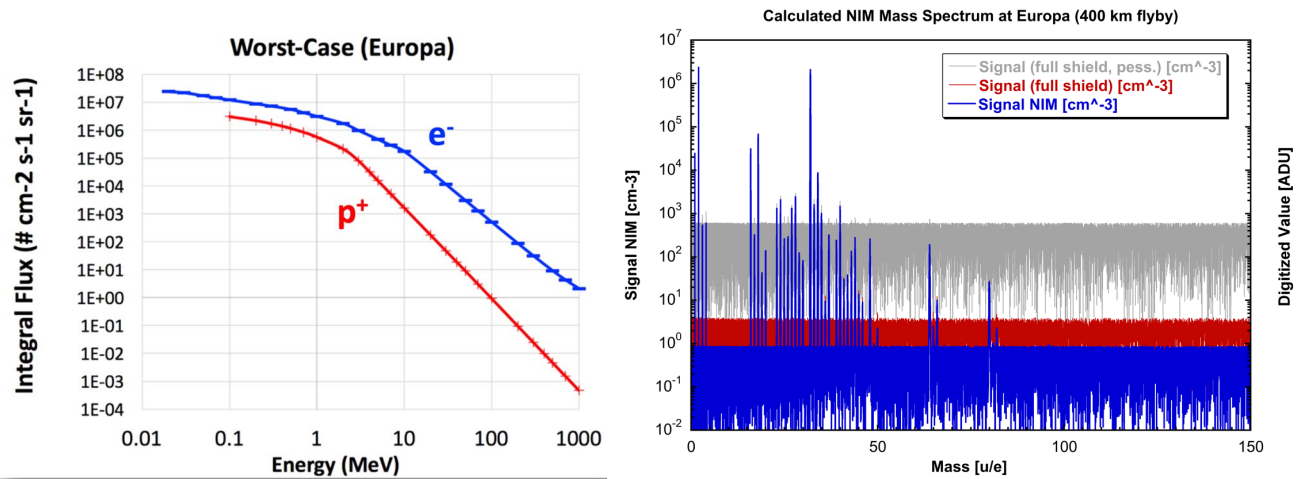 Worst-Case (Europa)
Integral Flux (# cm-2 s-1 sr-1)
1E+08
1E+07
1E+06
1E+05
1E+04
1E+03
1E+02
1E+01
1E+00
1E-01
1E-02
1E-03
1E-04
e-
p+
0.01 0.1 1 10 100 1000
Energy (MeV)
Calculated NIM Mass Spectrum at Europa (400 km flyby)
Signal NIM [cm-3]
10^7
10^6
10^5
10^4
10^3
10^2
10^1
10^0
10^-1
10^-2
Signal (full shield, pess.) [cm^-3]
Signal (full shield) [cm^-3]
Signal NIM [cm^-3]
Digitized Value [ADU]
0 50 100 150
Mass [u/e]